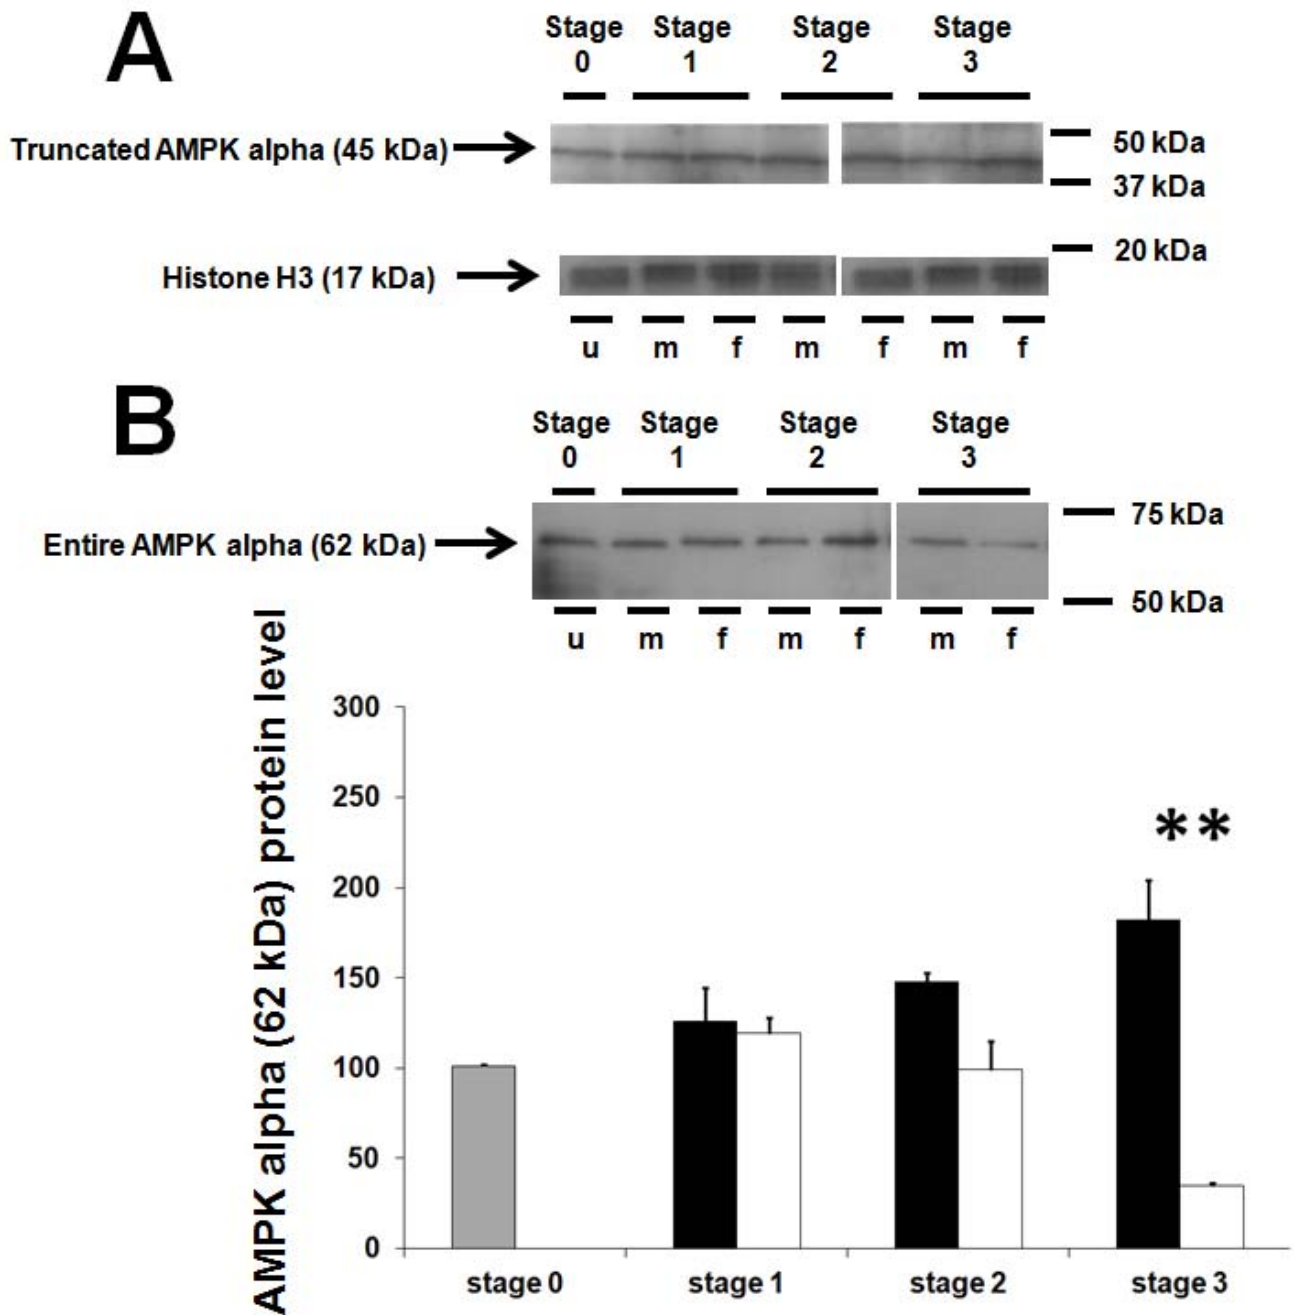 A
Stage 0
Stage 1
Stage 2
Stage 3
Truncated AMPK alpha (45 kDa)
50 kDa
37 kDa
20 kDa
Histone H3 (17 kDa)
u m f m f m f
B
Stage 0
Stage 1
Stage 2
Stage 3
75 kDa
Entire AMPK alpha (62 kDa)
50 kDa
u m f m f m f
AMPK alpha (62 kDa) protein level
300
250
200
150
100
50
0
**
stage 0 stage 1 stage 2 stage 3